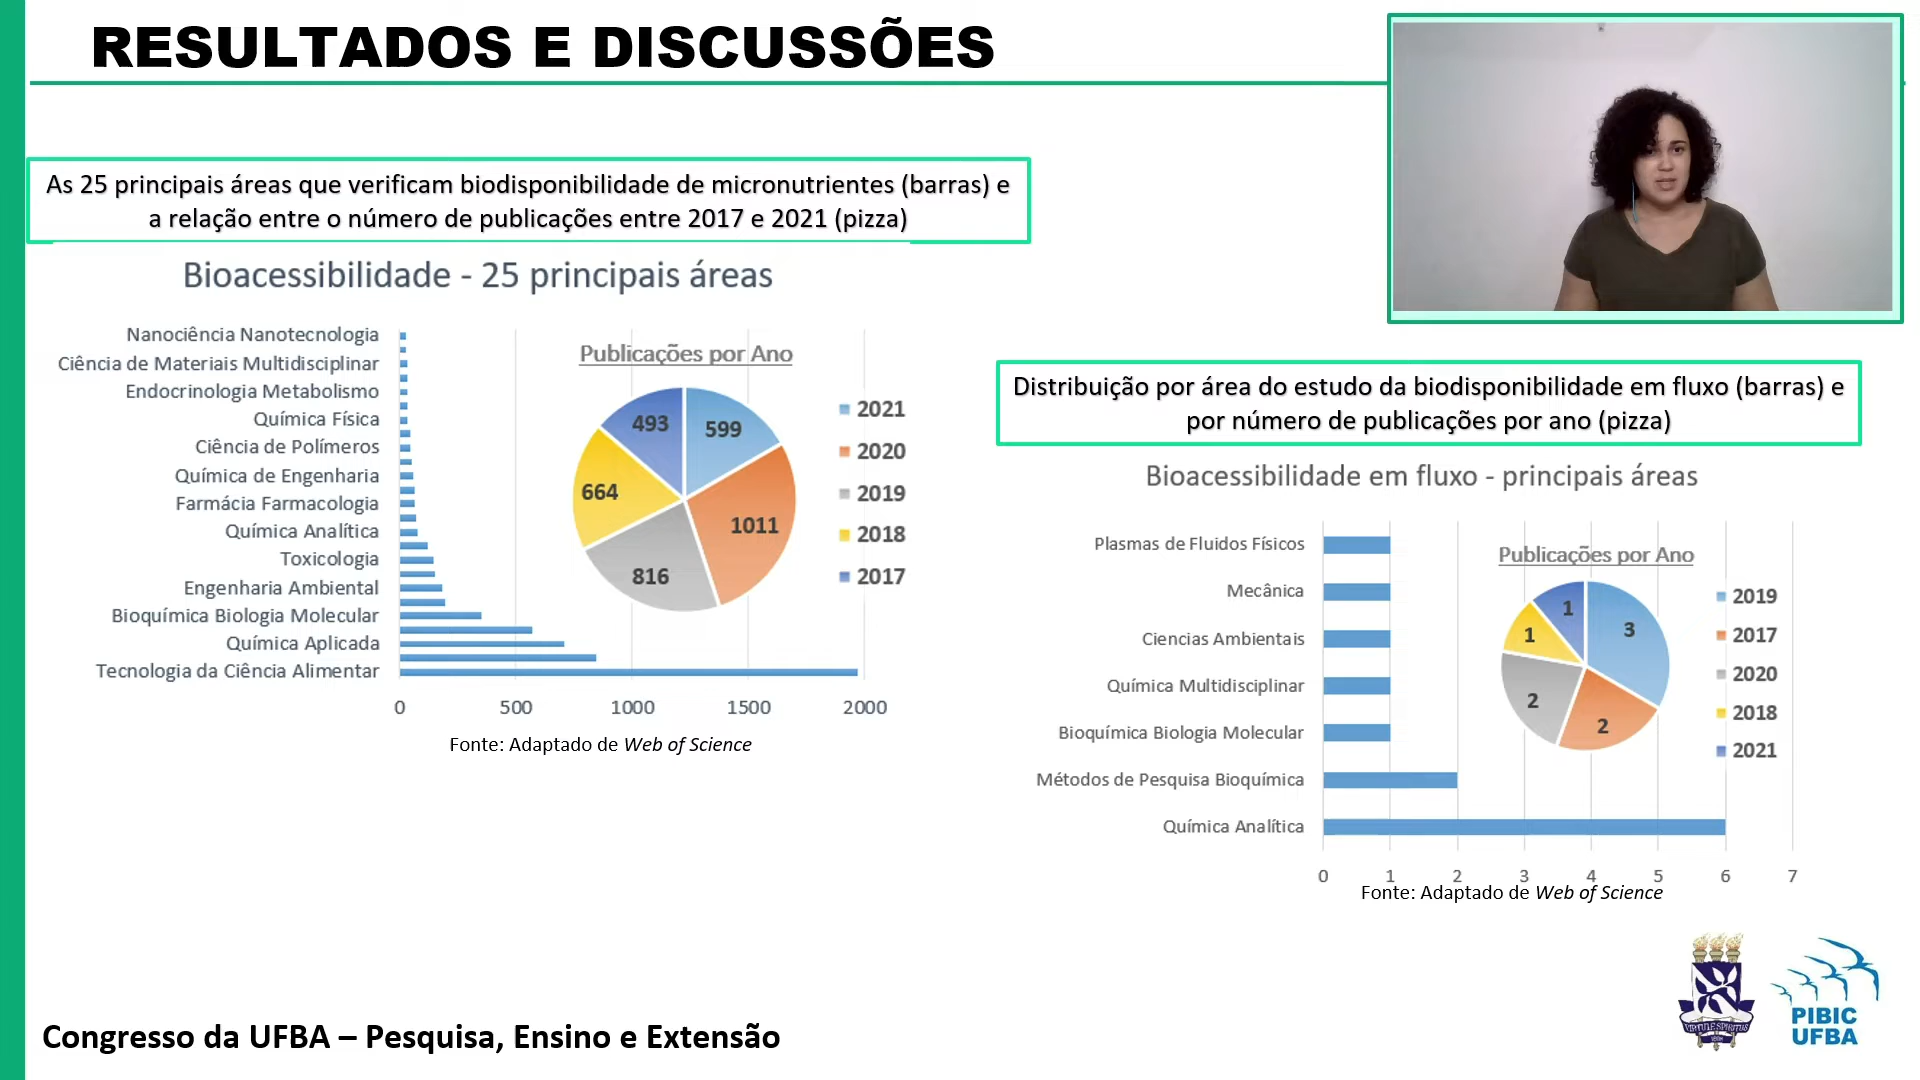 RESULTADOS E DISCUSSÕES
As 25 principais áreas que verificam biodisponibilidade de micronutrientes (barras) e
a relação entre o número de publicações entre 2017 e 2021 (pizza)
Bioacessibilidade - 25 principais áreas
Nanociência Nanotecnologia
Ciência de Materiais Multidisciplinar
Endocrinologia Metabolismo
Química Física
Ciência de Polímeros
Química de Engenharia
Farmácia Farmacologia
Química Analítica
Toxicologia
Engenharia Ambiental
Bioquímica Biologia Molecular
Química Aplicada
Tecnologia da Ciência Alimentar
0 500 1000 1500 2000
Publicações por Ano
493 599
664
1011
816
2021
2020
2019
2018
2017
Fonte: Adaptado de Web of Science
Distribuição por área do estudo da biodisponibilidade em fluxo (barras) e
por número de publicações por ano (pizza)
Bioacessibilidade em fluxo - principais áreas
Plasmas de Fluidos Físicos
Mecânica
Ciencias Ambientais
Química Multidisciplinar
Bioquímica Biologia Molecular
Métodos de Pesquisa Bioquímica
Química Analítica
0 1 2 3 4 5 6 7
Publicações por Ano
1 3
1
2
2
2019
2017
2020
2018
2021
Fonte: Adaptado de Web of Science
PIBIC
UFBA
Congresso da UFBA – Pesquisa, Ensino e Extensão